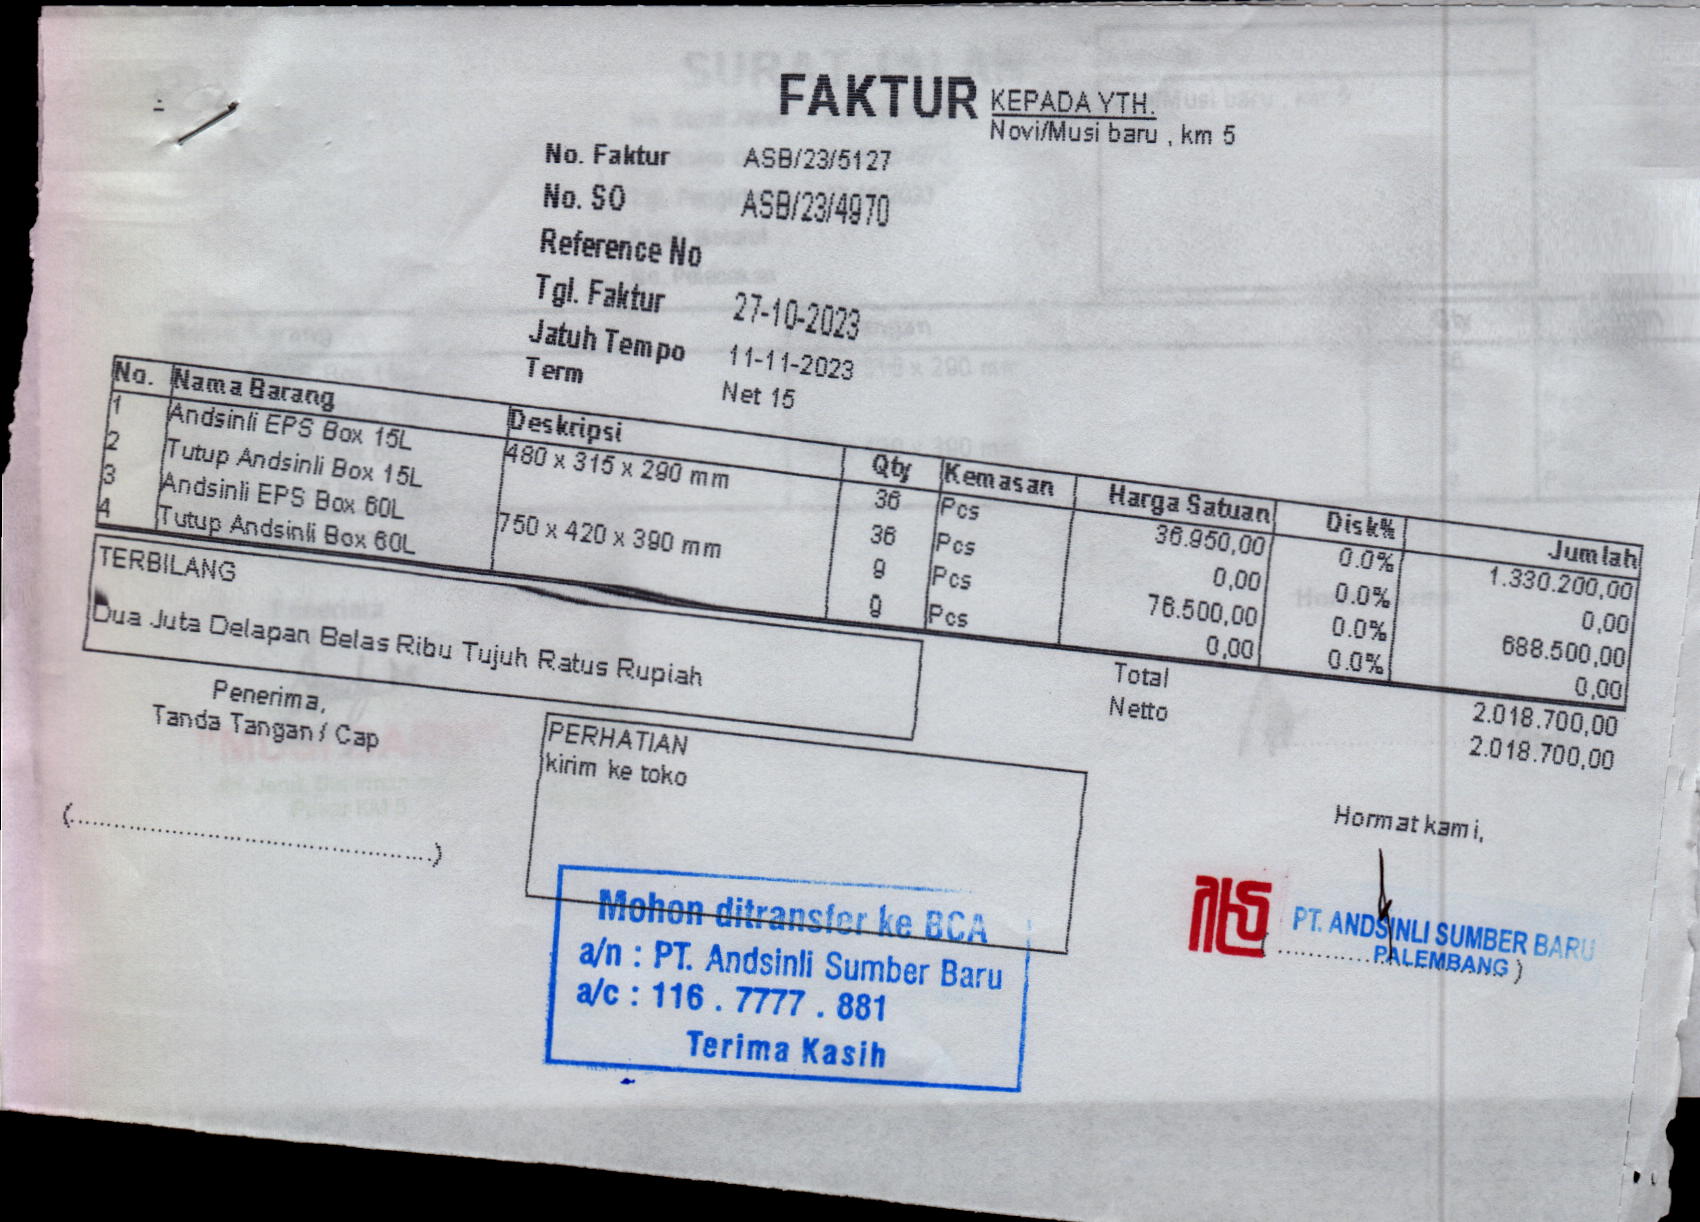 FAKTUR
KEPADA YTH.
Novi/Musi baru , km 5
No. Faktur ASB/23/5127
No. SO ASB/23/4970
Reference No
Tgl. Faktur 27-10-2023
Jatuh Tempo 11-11-2023
Term Net 15
No. Nama Barang Deskripsi Qty Kemasan Harga Satuan Disk% Jumlah
1 Andsinli EPS Box 15L 480 x 315 x 290 mm 36 Pcs 36.950,00 0.0% 1.330.200,00
2 Tutup Andsinli Box 15L 36 Pcs 0,00 0.0% 0,00
3 Andsinli EPS Box 60L 750 x 420 x 390 mm 9 Pcs 76.500,00 0.0% 688.500,00
4 Tutup Andsinli Box 60L 9 Pcs 0,00 0.0% 0,00
TERBILANG
Dua Juta Delapan Belas Ribu Tujuh Ratus Rupiah
Total 2.018.700,00
Netto 2.018.700,00
Penerima,
Tanda Tangan / Cap
(..................................................)
PERHATIAN
kirim ke toko
Hormat kami,
Mohon ditransfer ke BCA
a/n : PT. Andsinli Sumber Baru
a/c : 116 . 7777 . 881
Terima Kasih
PT. ANDSINLI SUMBER BARU
PALEMBANG